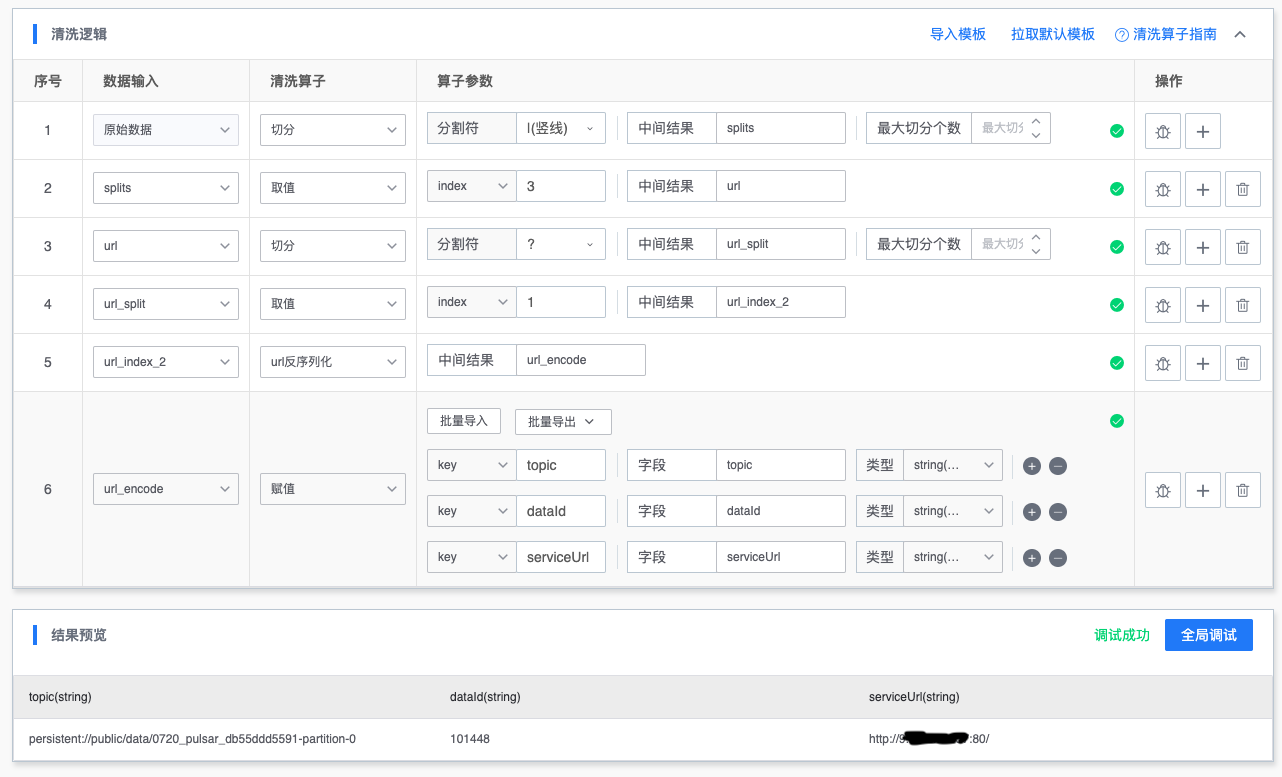 清洗逻辑 导入模板 拉取默认模板 清洗算子指南
序号 数据输入 清洗算子 算子参数 操作
1 原始数据 切分 分割符 |(竖线) 中间结果 splits 最大切分个数 最大切分
2 splits 取值 index 3 中间结果 url
3 url 切分 分割符 ? 中间结果 url_split 最大切分个数 最大切分
4 url_split 取值 index 1 中间结果 url_index_2
5 url_index_2 url反序列化 中间结果 url_encode
批量导入 批量导出
key topic 字段 topic 类型 string(...
6 url_encode 赋值
key dataId 字段 dataId 类型 string(...
key serviceUrl 字段 serviceUrl 类型 string(...
结果预览 调试成功 全局调试
topic(string) dataId(string) serviceUrl(string)
persistent://public/data/0720_pulsar_db55ddd5591-partition-0 101448 http:// :80/